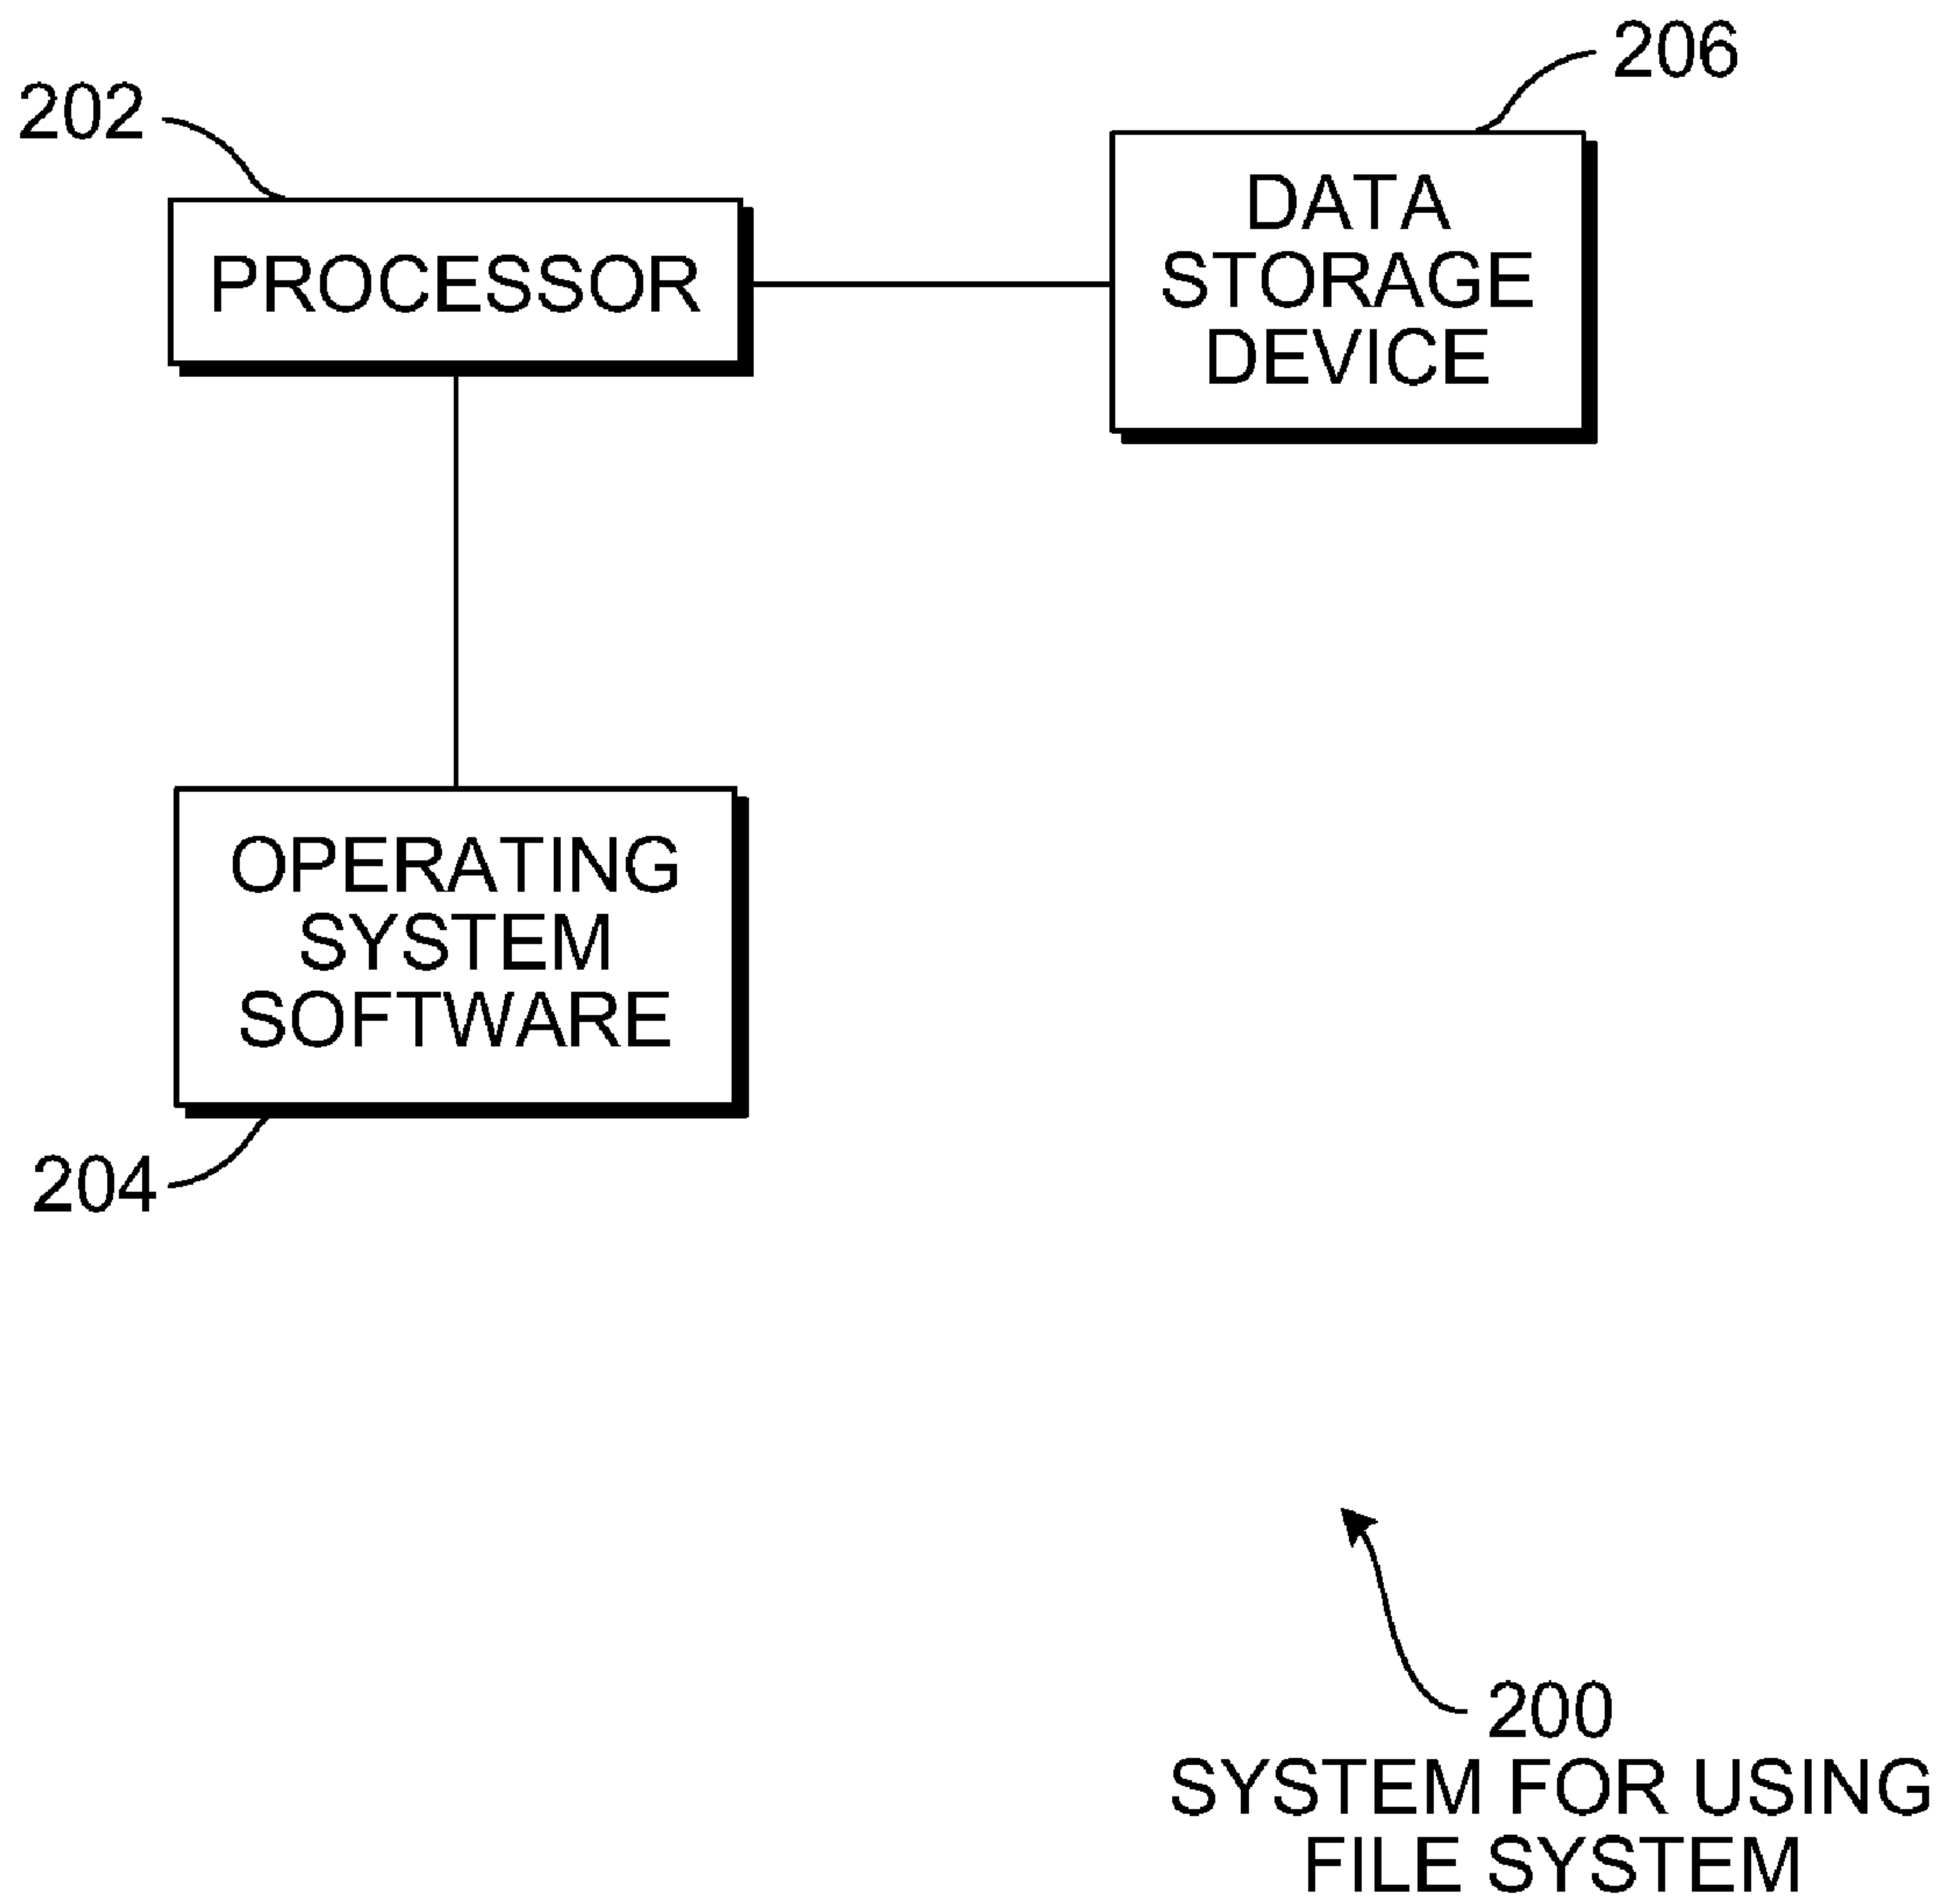 206
202
DATA
STORAGE
DEVICE
PROCESSOR
OPERATING
SYSTEM
SOFTWARE
204
200
SYSTEM FOR USING
FILE SYSTEM